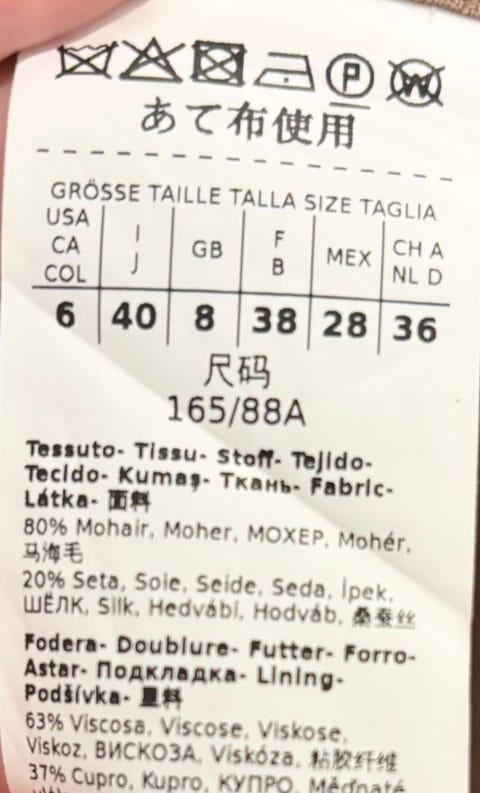 P W
あて布使用
GRÖSSE TAILLE TALLA SIZE TAGLIA
USA CA COL I J GB F B MEX CH A NL D
6 40 8 38 28 36
尺码
165/88A
Tessuto- Tissu- Stoff- Tejido-
Tecido- Kumaş- Ткань- Fabric-
Látka- 面料
80% Mohair, Moher, МОХЕР, Mohér,
马海毛
20% Seta, Soie, Seide, Seda, İpek,
ШЁЛК, Silk, Hedvábí, Hodváb, 桑蚕丝
Fodera- Doublure- Futter- Forro-
Astar- Подкладка- Lining-
Podšívka- 里料
63% Viscosa, Viscose, Viskose,
Viskoz, ВИСКОЗА, Viskóza, 粘胶纤维
37% Cupro, Kupro, КУПРО, Měďnaté